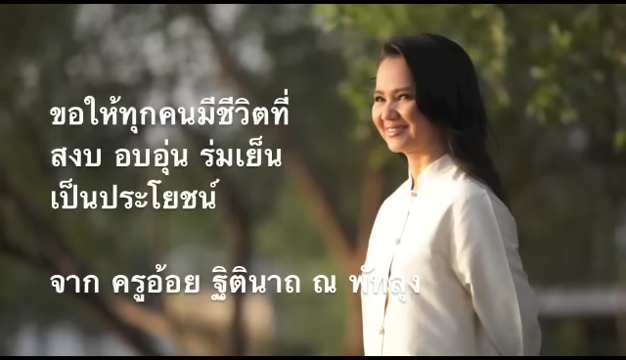 ขอให้ทุกคนมีชีวิตที่
สงบ อบอุ่น ร่มเย็น
เป็นประโยชน์
จาก ครูอ้อย ฐิตินาถ ณ พัทลุง